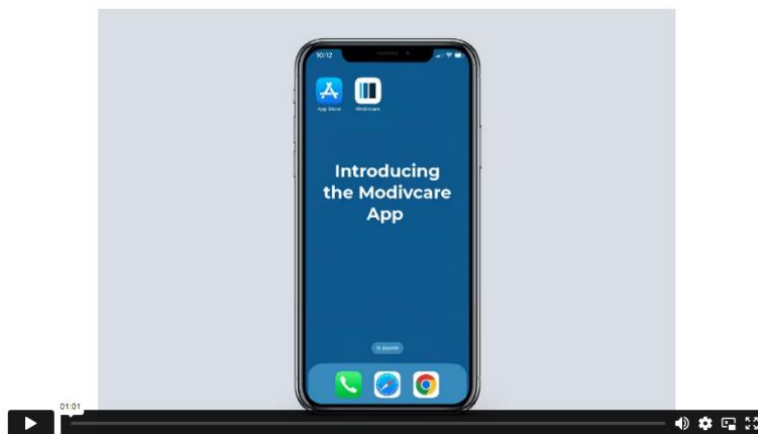 10:12
App Store
Modivcare
Introducing
the Modivcare
App
Search
01:01